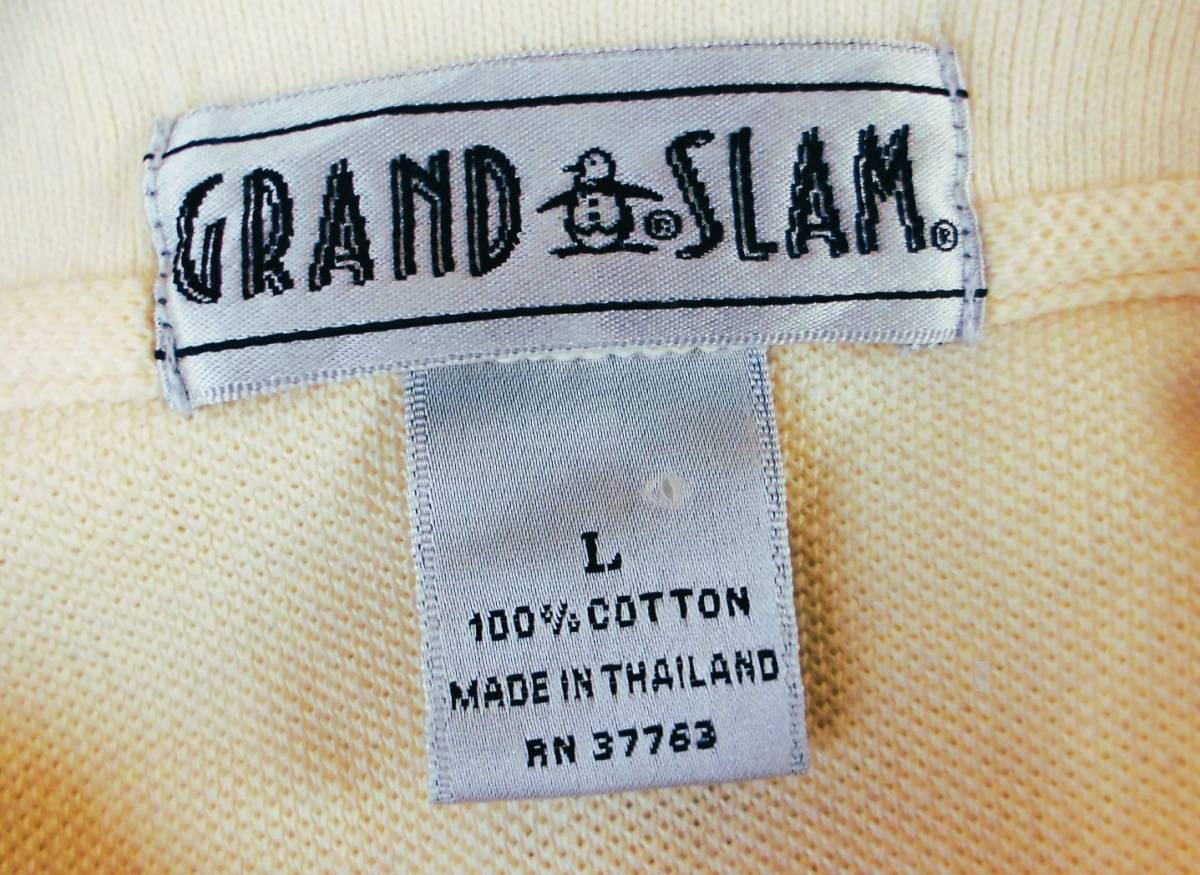 GRAND ® SLAM®
L
100% COTTON
MADE IN THAILAND
RN 37763